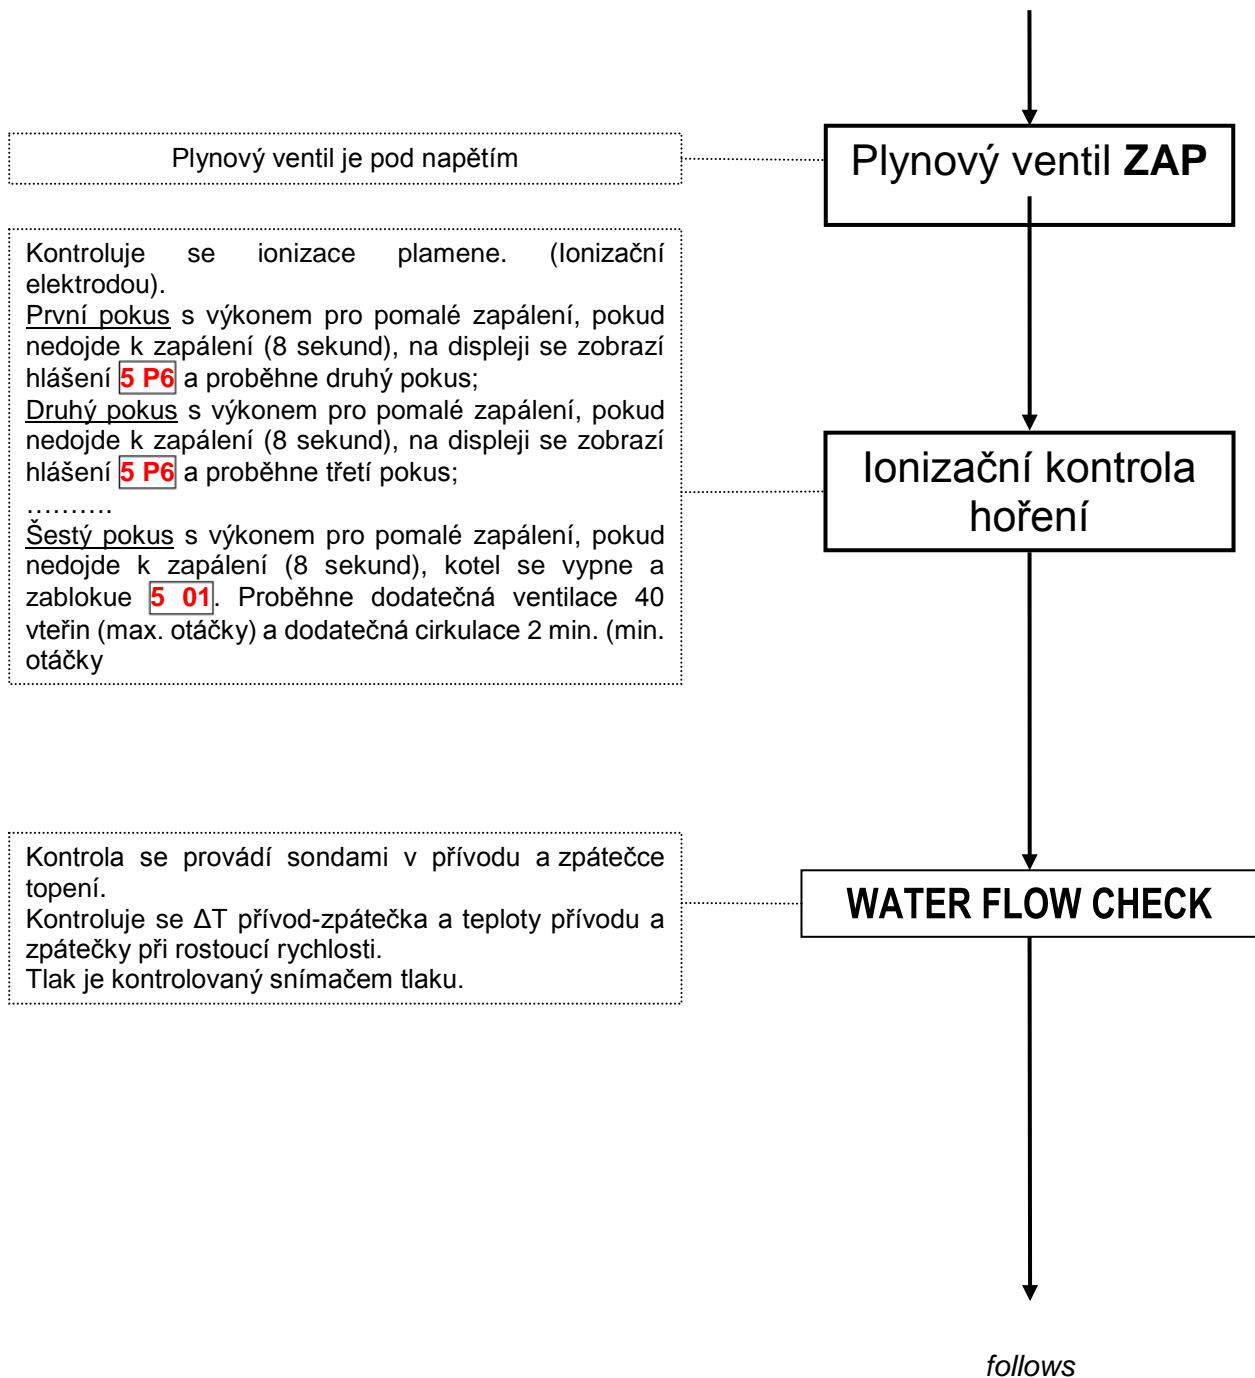 Plynový ventil je pod napětím
Plynový ventil ZAP
Kontroluje se ionizace plamene. (Ionizační
elektrodou).
První pokus s výkonem pro pomalé zapálení, pokud
nedojde k zapálení (8 sekund), na displeji se zobrazí
hlášení 5 P6 a proběhne druhý pokus;
Druhý pokus s výkonem pro pomalé zapálení, pokud
nedojde k zapálení (8 sekund), na displeji se zobrazí
hlášení 5 P6 a proběhne třetí pokus;
……….
Šestý pokus s výkonem pro pomalé zapálení, pokud
nedojde k zapálení (8 sekund), kotel se vypne a
zablokue 5 01. Proběhne dodatečná ventilace 40
vteřin (max. otáčky) a dodatečná cirkulace 2 min. (min.
otáčky
Ionizační kontrola
hoření
Kontrola se provádí sondami v přívodu a zpátečce
topení.
Kontroluje se ΔT přívod-zpátečka a teploty přívodu a
zpátečky při rostoucí rychlosti.
Tlak je kontrolovaný snímačem tlaku.
WATER FLOW CHECK
follows